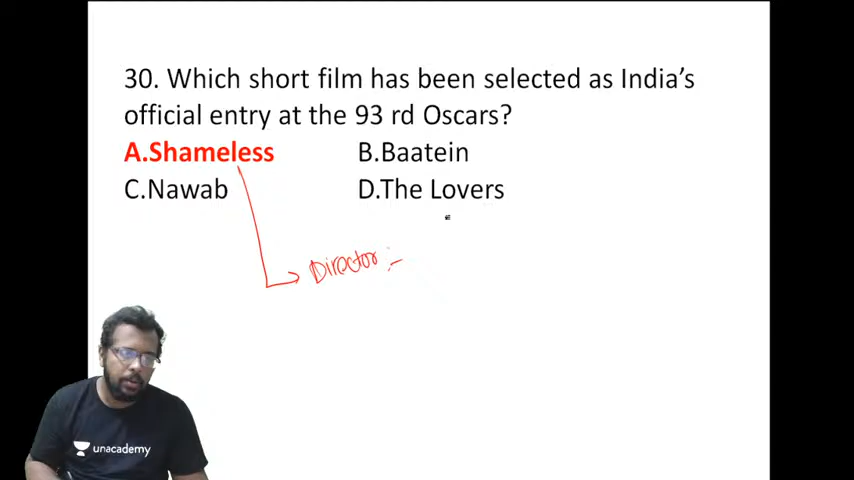 30. Which short film has been selected as India's
official entry at the 93 rd Oscars?
A.Shameless B.Baatein
C.Nawab D.The Lovers
Director :-
unacademy